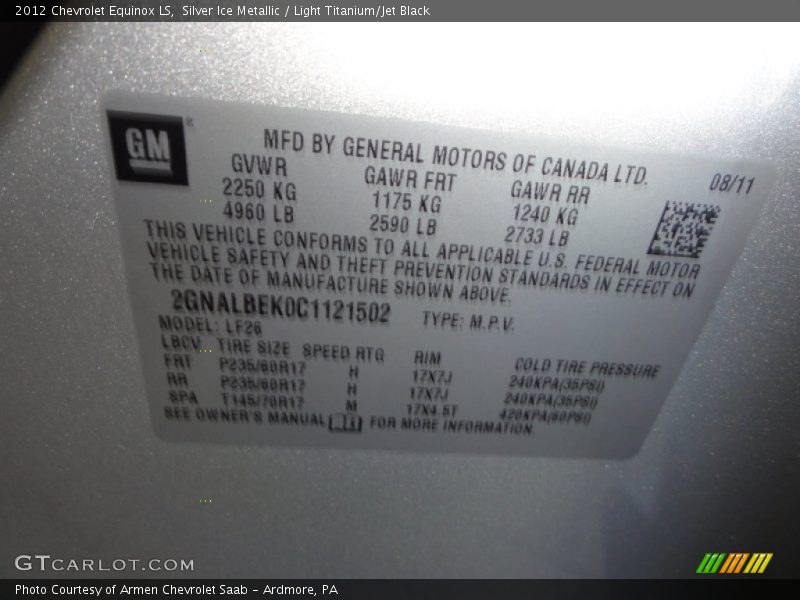 2012 Chevrolet Equinox LS, Silver Ice Metallic / Light Titanium/Jet Black
GM®
MFD BY GENERAL MOTORS OF CANADA LTD.
08/11
GVWR GAWR FRT GAWR RR
2250 KG 1175 KG 1240 KG
4960 LB 2590 LB 2733 LB
THIS VEHICLE CONFORMS TO ALL APPLICABLE U.S. FEDERAL MOTOR
VEHICLE SAFETY AND THEFT PREVENTION STANDARDS IN EFFECT ON
THE DATE OF MANUFACTURE SHOWN ABOVE.
2GNALBEK0C1121502 TYPE: M.P.V.
MODEL: LF26
LBCV TIRE SIZE SPEED RTG RIM COLD TIRE PRESSURE
FRT P235/60R17 H 17X7J 240KPA(35PSI)
RR P235/60R17 H 17X7J 240KPA(35PSI)
SPA T145/70R17 M 17X4.5T 420KPA(60PSI)
SEE OWNER'S MANUAL FOR MORE INFORMATION.
GTCARLOT.COM
Photo Courtesy of Armen Chevrolet Saab - Ardmore, PA